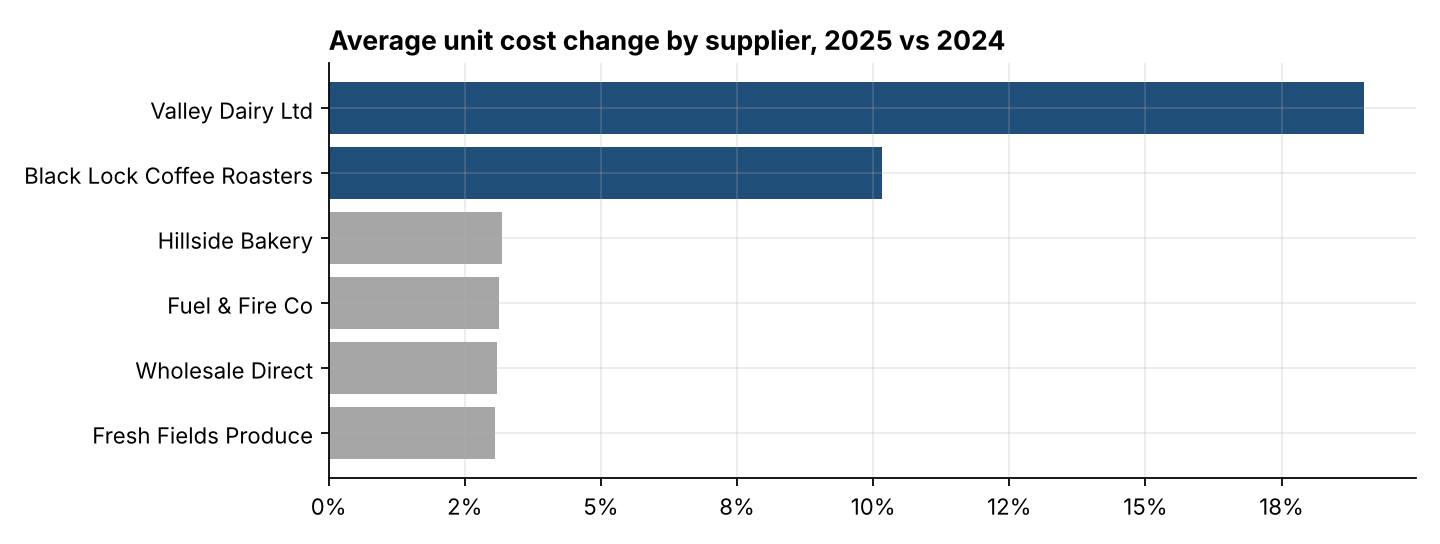 Average unit cost change by supplier, 2025 vs 2024
Valley Dairy Ltd
Black Lock Coffee Roasters
Hillside Bakery
Fuel & Fire Co
Wholesale Direct
Fresh Fields Produce
0% 2% 5% 8% 10% 12% 15% 18%